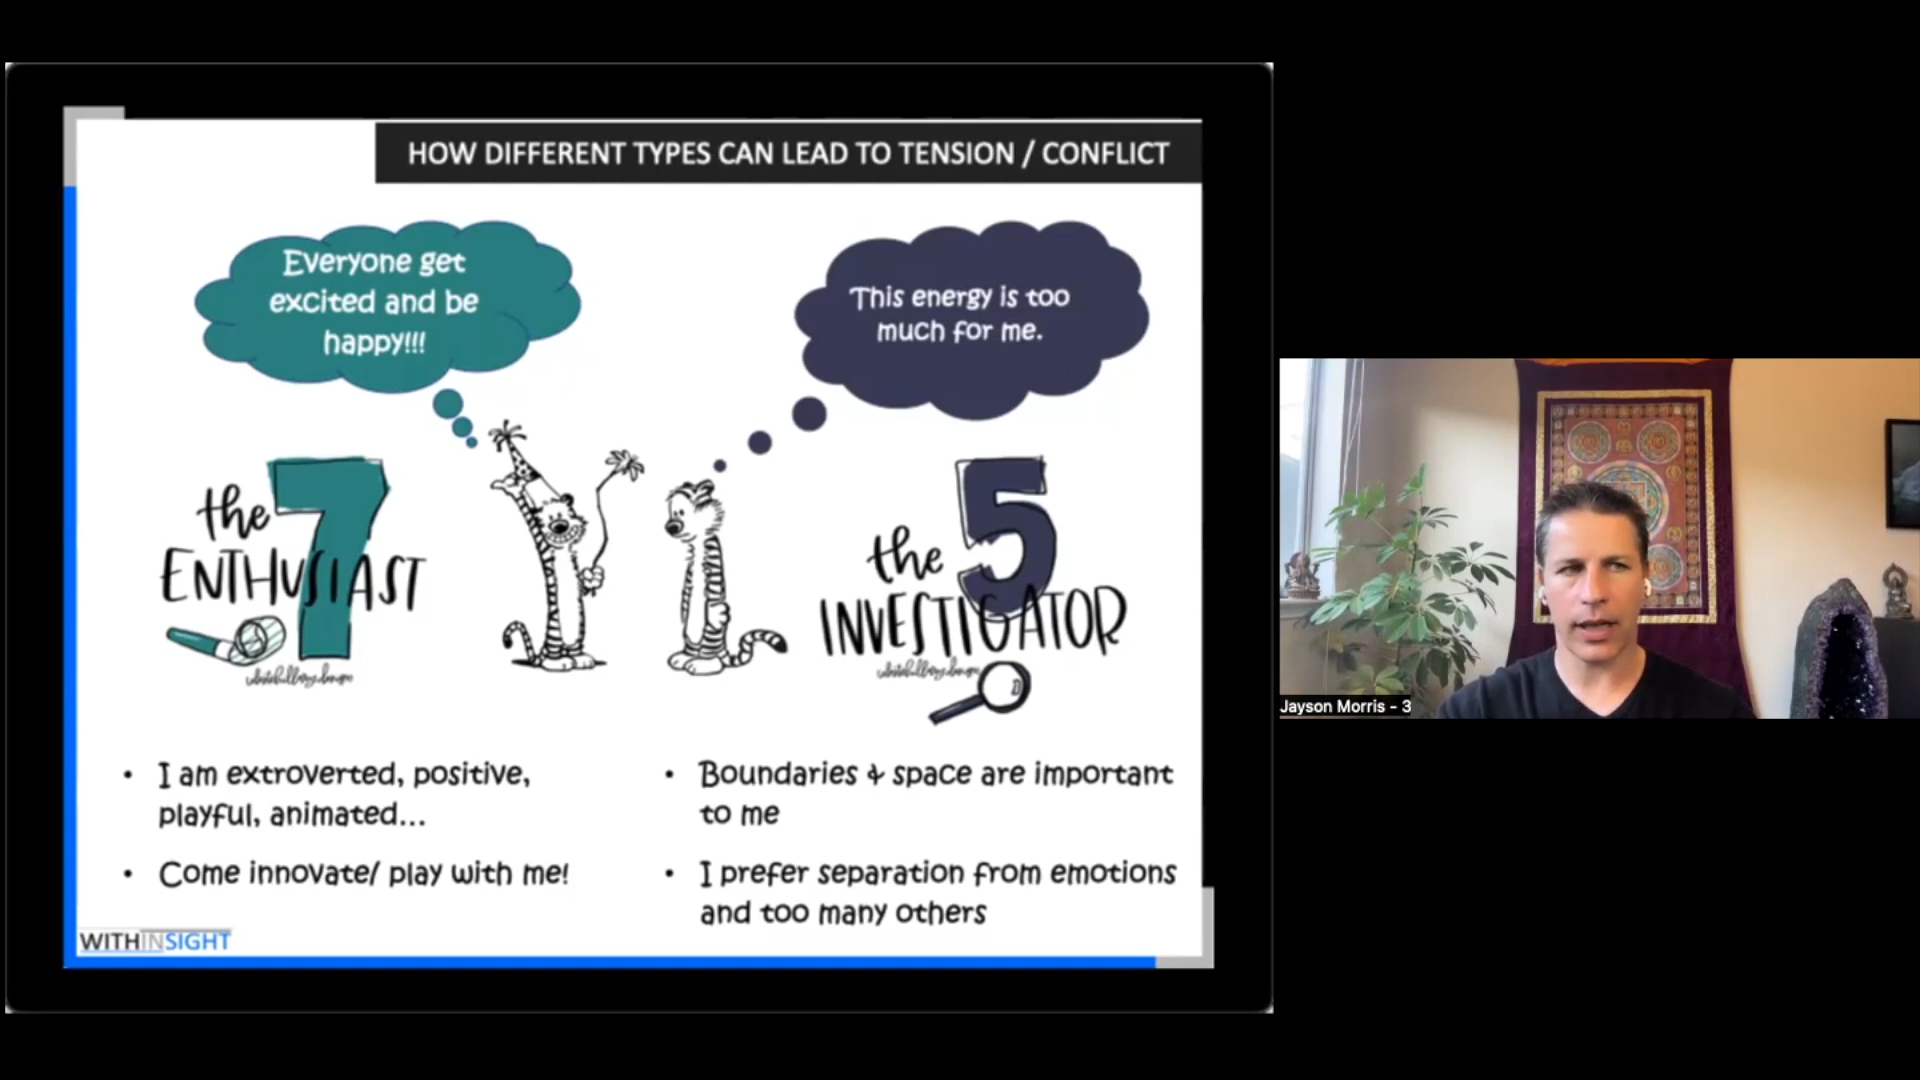 HOW DIFFERENT TYPES CAN LEAD TO TENSION / CONFLICT
Everyone get
excited and be
happy!!!
This energy is too
much for me.
the 7
ENTHUSIAST
the 5
INVESTIGATOR
• I am extroverted, positive,
playful, animated...
• Come innovate/ play with me!
• Boundaries & space are important
to me
• I prefer separation from emotions
and too many others
WITHINSIGHT
Jayson Morris - 3